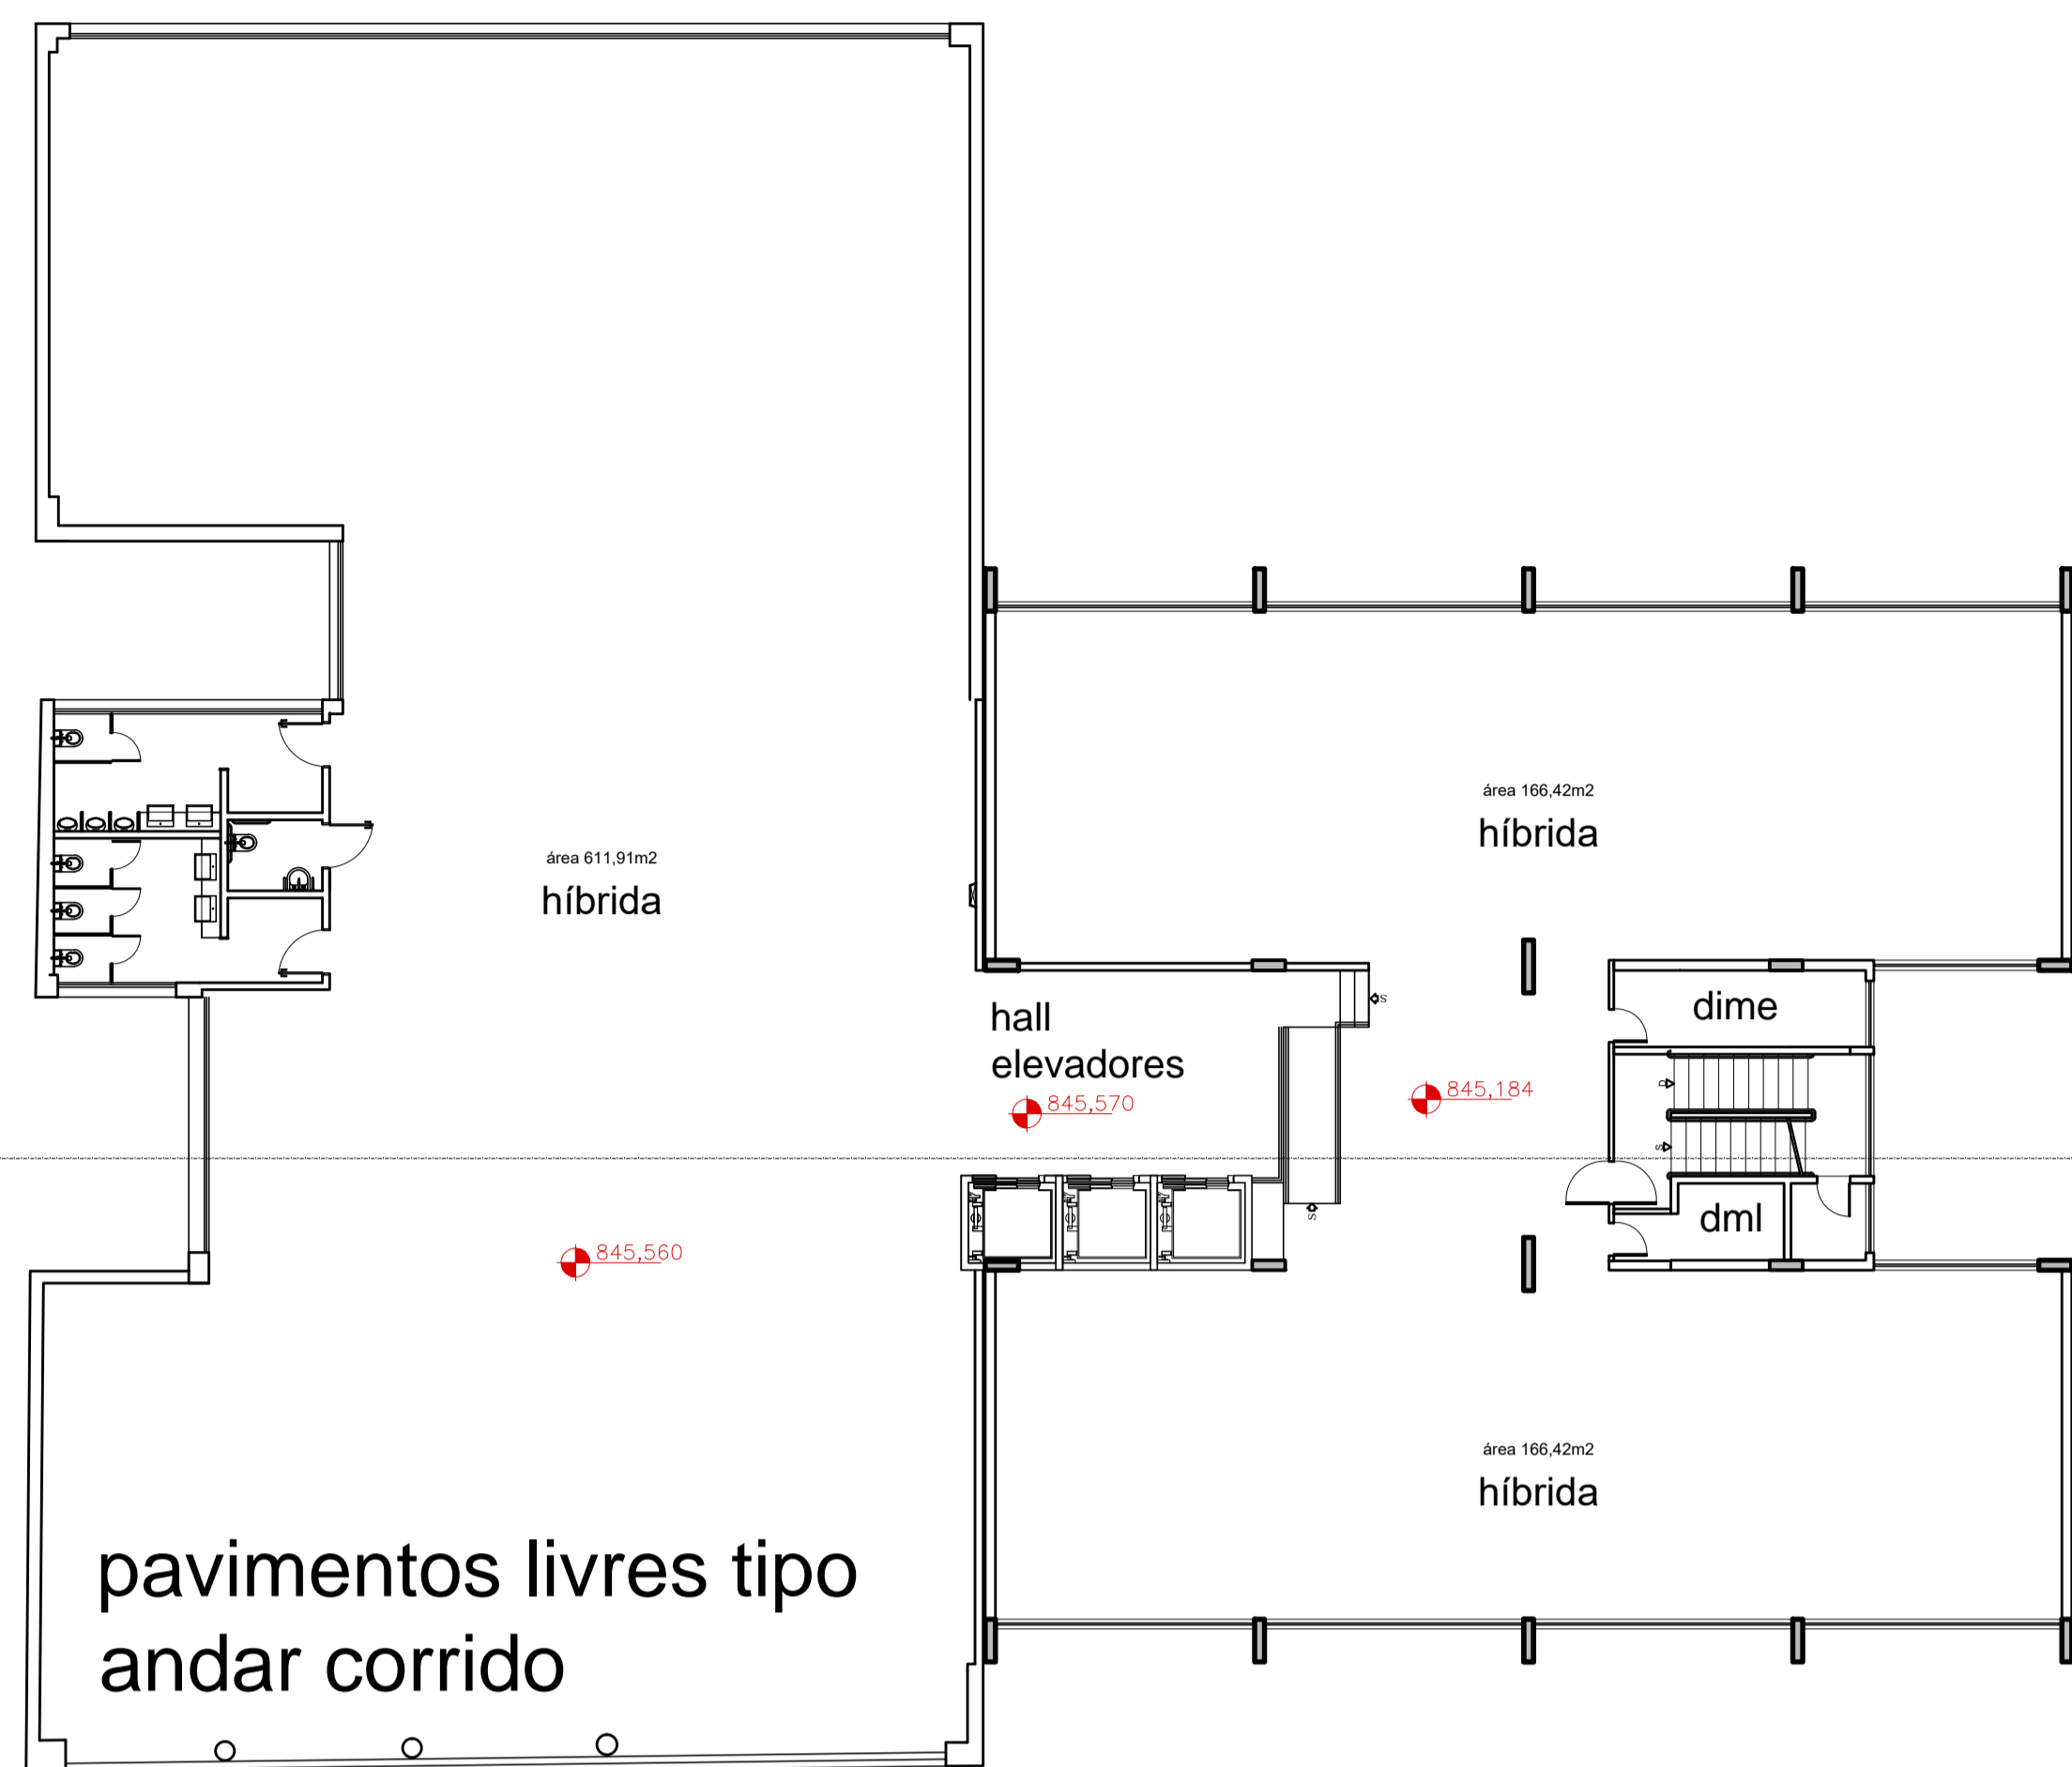 área 166,42m2
híbrida
área 611,91m2
híbrida
hall
elevadores
845,570
845,184
S
dime
D
S
dml
S
845,560
área 166,42m2
híbrida
pavimentos livres tipo
andar corrido